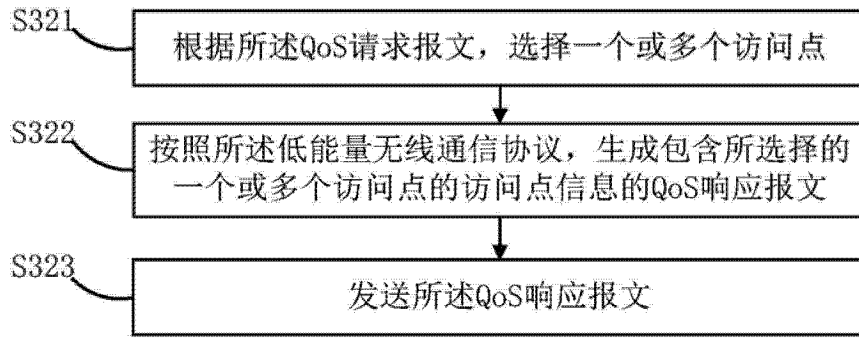 S321
根据所述QoS请求报文，选择一个或多个访问点
S322
按照所述低能量无线通信协议，生成包含所选择的
一个或多个访问点的访问点信息的QoS响应报文
S323
发送所述QoS响应报文